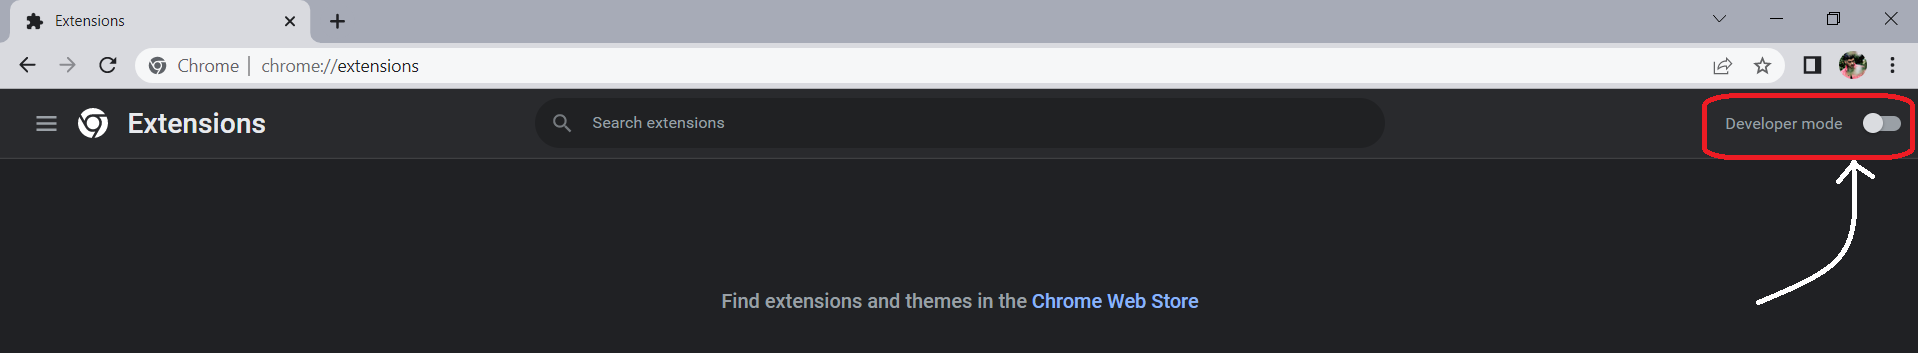 Extensions
Chrome | chrome://extensions
Extensions
Search extensions
Developer mode
Find extensions and themes in the Chrome Web Store